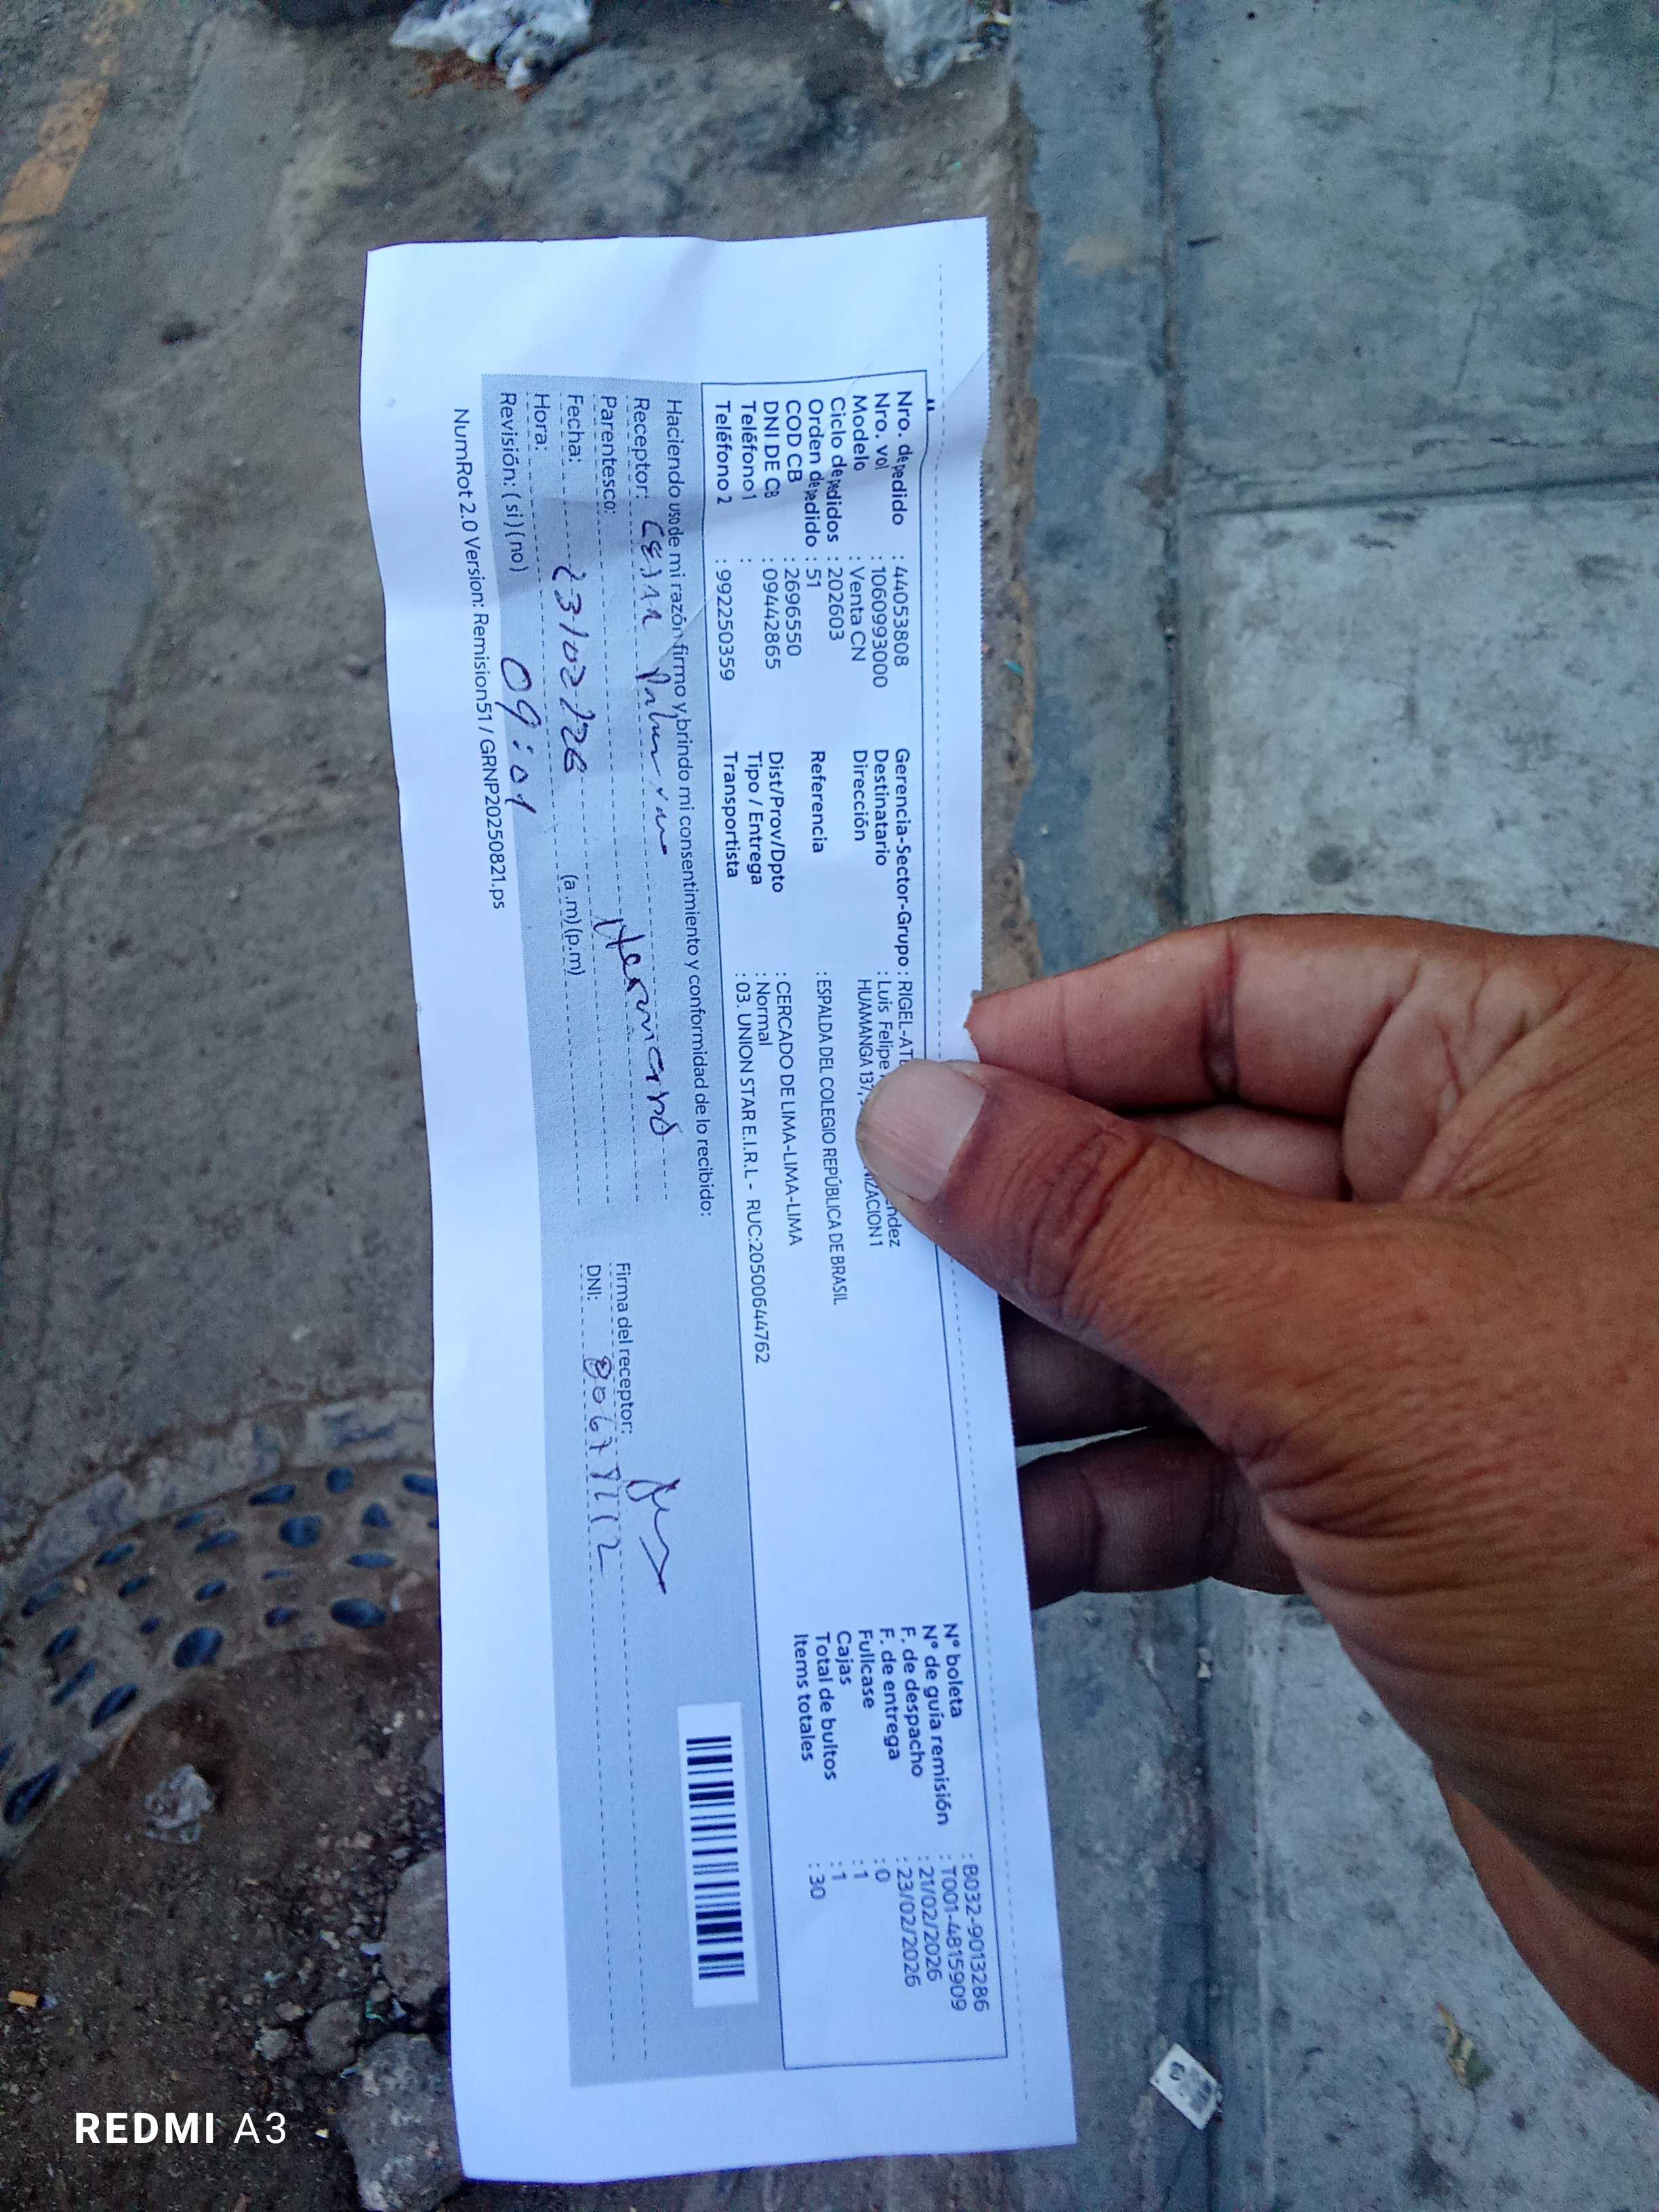 Nro. de pedido : 44053808
Nro. vol : 1060993000
Modelo : Venta CN
Ciclo de pedidos : 202603
Orden de pedido : 51
COD CB : 2696550
DNI DE CB : 09442865
Teléfono 1 :
Teléfono 2 : 992250359
Gerencia-Sector-Grupo : RIGEL-ATE
Destinatario : Luis Felipe
Dirección HUAMANGA 137,
Referencia : ESPALDA DEL COLEGIO REPÚBLICA DE BRASIL
Dist/Prov/Dpto : CERCADO DE LIMA-LIMA-LIMA
Tipo / Entrega : Normal
Transportista : 03. UNION STAR E.I.R.L - RUC:20500644762
N° boleta : B032-9013286
N° de guía remisión : T001-4815909
F. de despacho : 21/02/2026
F. de entrega : 23/02/2026
Fullcase : 0
Cajas : 1
Total de bultos : 1
Items totales : 30
Haciendo uso de mi razón firmo y brindo mi consentimiento y conformidad de lo recibido:
Receptor:
Parentesco: Hermano
Fecha: 23/02/26
Hora: 09:01 (a.m) (p.m)
Revisión: (si) (no)
Firma del receptor:
DNI:
NumRot 2.0 Version: Remision51 / GRNP20250821.ps
REDMI A3